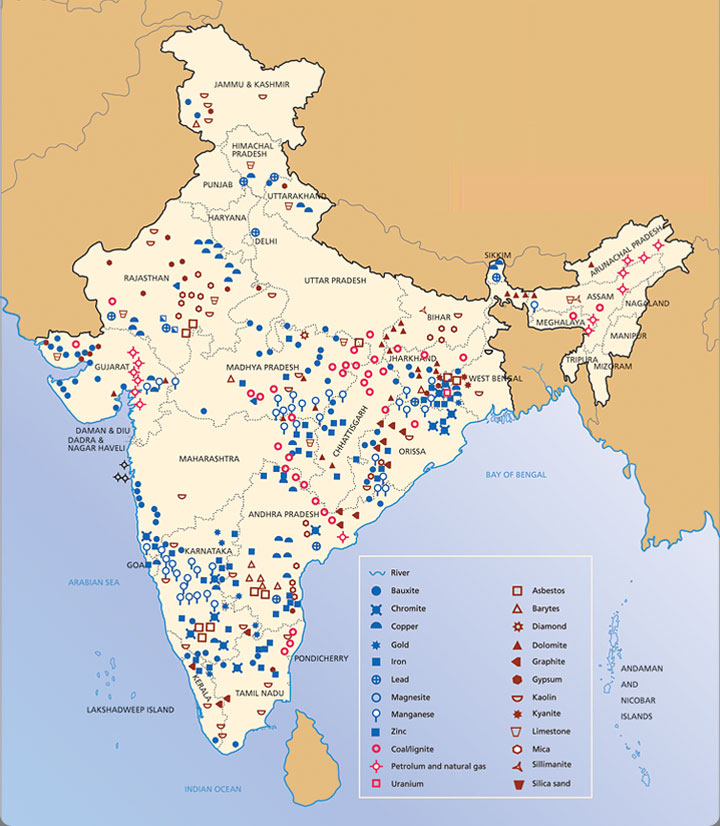 JAMMU & KASHMIR
HIMACHAL
PRADESH
PUNJAB
UTTARAKHAND
HARYANA
DELHI
RAJASTHAN
UTTAR PRADESH
SIKKIM
ARUNACHAL PRADESH
ASSAM
NAGALAND
MEGHALAYA
MANIPUR
TRIPURA
MIZORAM
BIHAR
JHARKHAND
WEST BENGAL
GUJARAT
MADHYA PRADESH
CHHATISGARH
ORISSA
DAMAN & DIU
DADRA &
NAGAR HAVELI
MAHARASHTRA
BAY OF BENGAL
ANDHRA PRADESH
GOA
KARNATAKA
ARABIAN SEA
PONDICHERRY
KERALA
TAMIL NADU
LAKSHADWEEP ISLAND
INDIAN OCEAN
ANDAMAN
AND
NICOBAR
ISLANDS
River
Bauxite
Chromite
Copper
Gold
Iron
Lead
Magnesite
Manganese
Zinc
Coal/lignite
Petrolum and natural gas
Uranium
Asbestos
Barytes
Diamond
Dolomite
Graphite
Gypsum
Kaolin
Kyanite
Limestone
Mica
Sillimanite
Silica sand